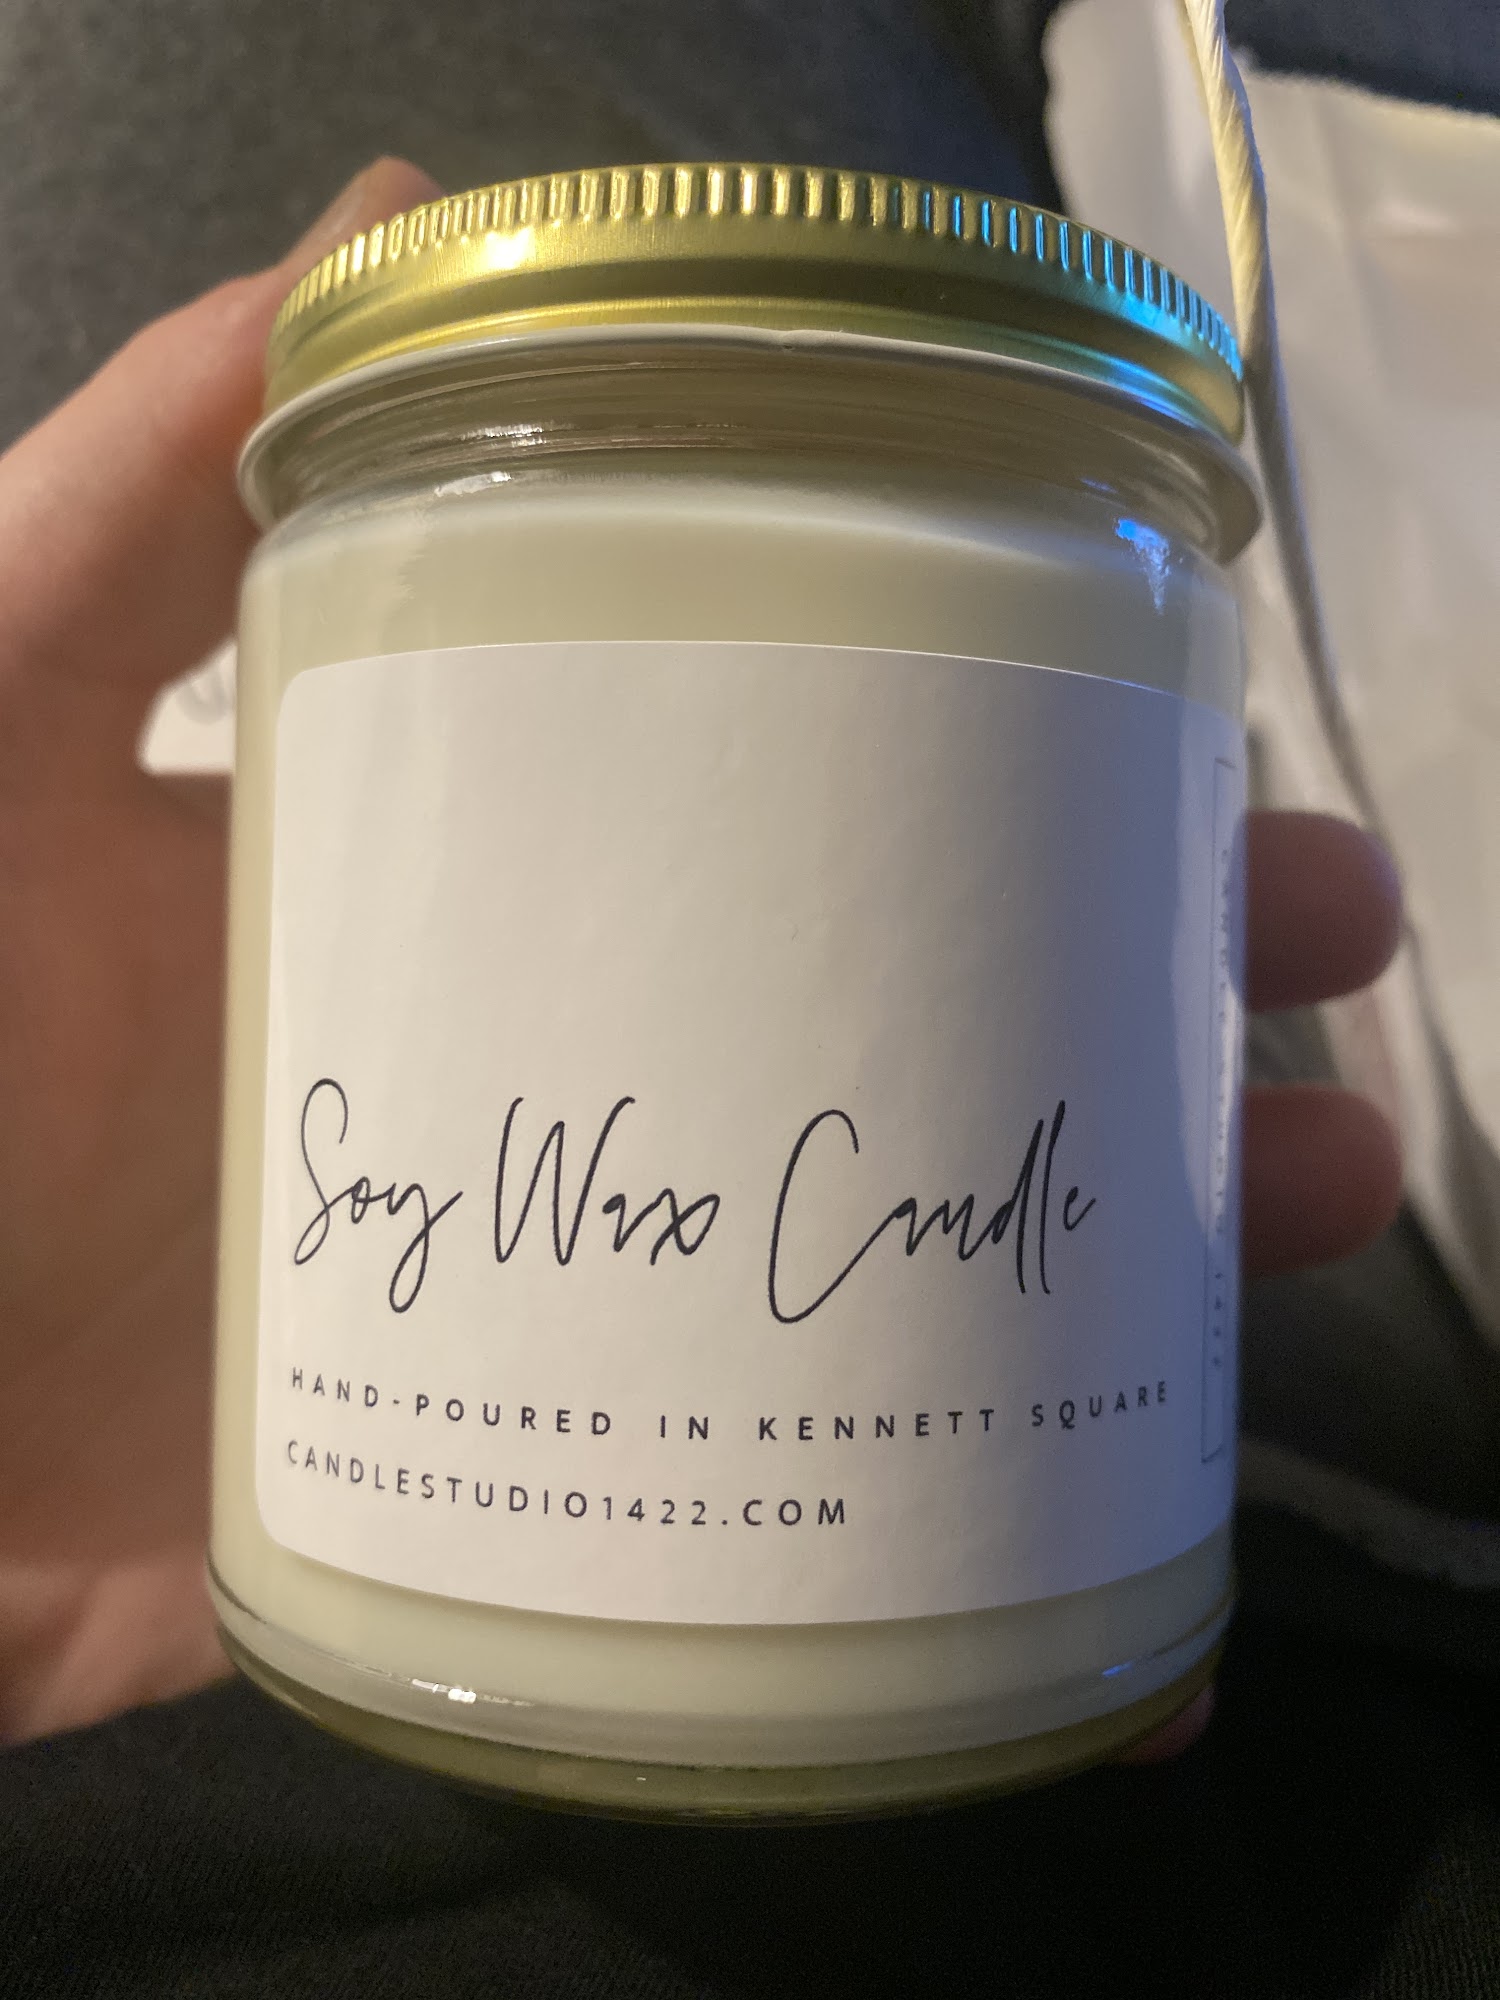 Soy Wax Candle
HAND-POURED IN KENNETT SQUARE
CANDLESTUDIO1422.COM